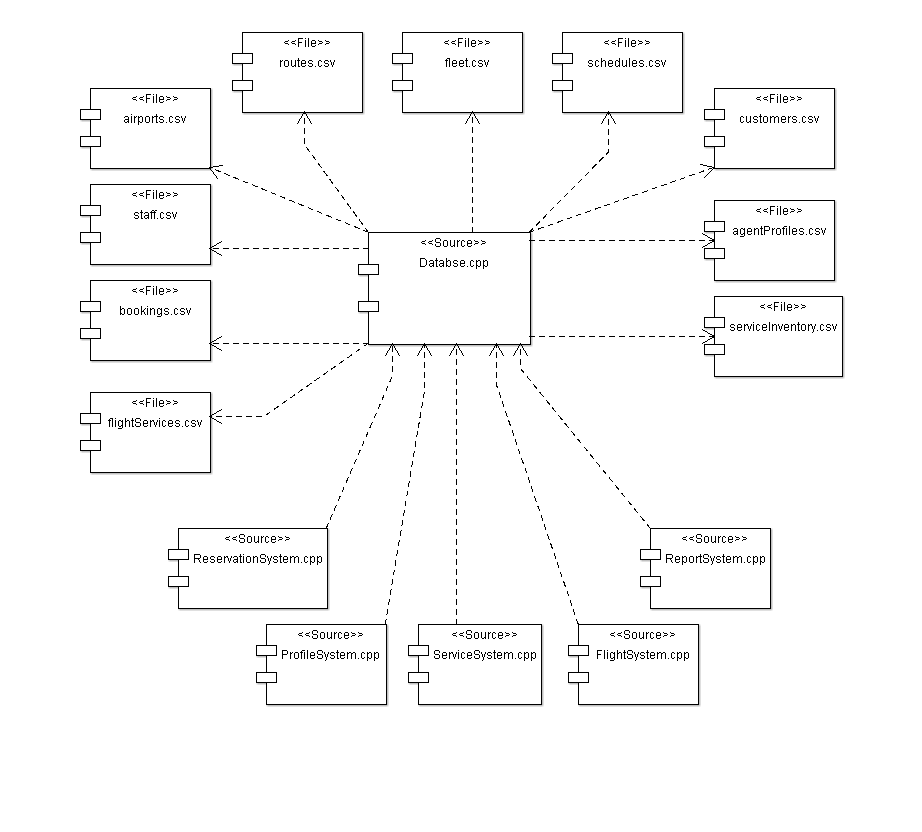 <<File>>
routes.csv
<<File>>
fleet.csv
<<File>>
schedules.csv
<<File>>
airports.csv
<<File>>
customers.csv
<<File>>
staff.csv
<<File>>
agentProfiles.csv
<<Source>>
Databse.cpp
<<File>>
bookings.csv
<<File>>
serviceInventory.csv
<<File>>
flightServices.csv
<<Source>>
ReservationSystem.cpp
<<Source>>
ReportSystem.cpp
<<Source>>
ProfileSystem.cpp
<<Source>>
ServiceSystem.cpp
<<Source>>
FlightSystem.cpp